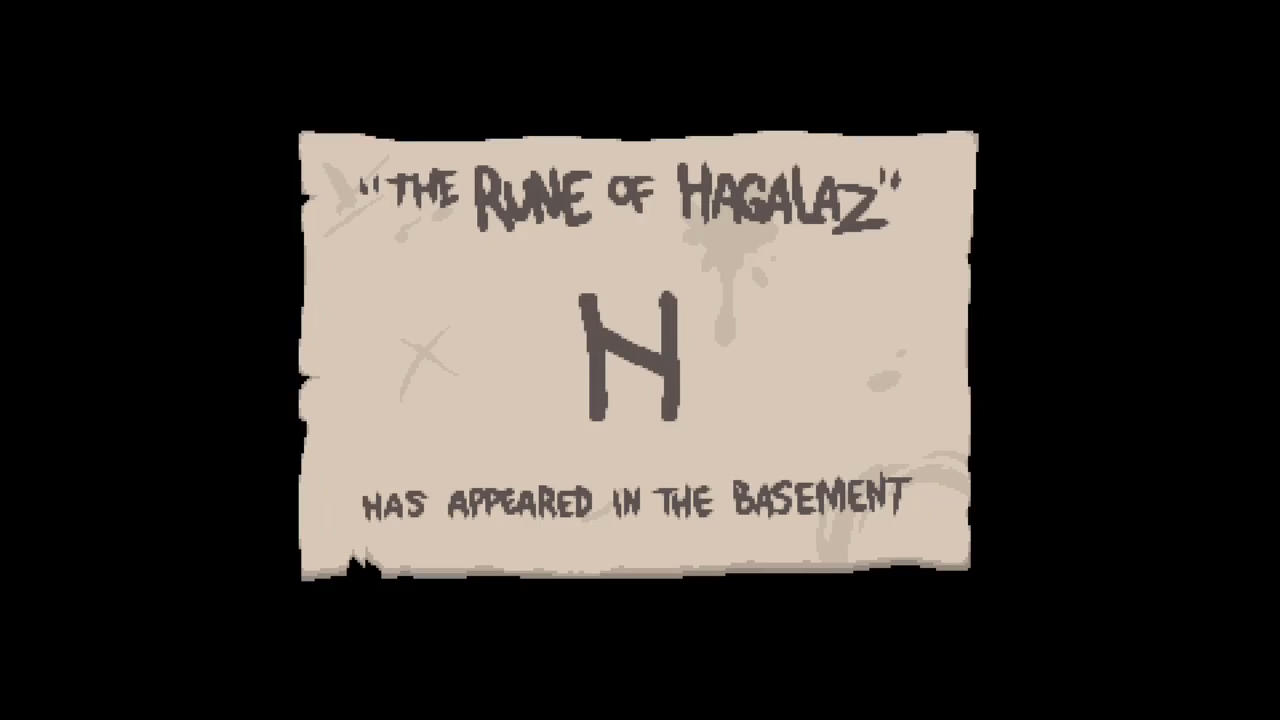 "THE RUNE OF HAGALAZ"
ᚺ
HAS APPEARED IN THE BASEMENT